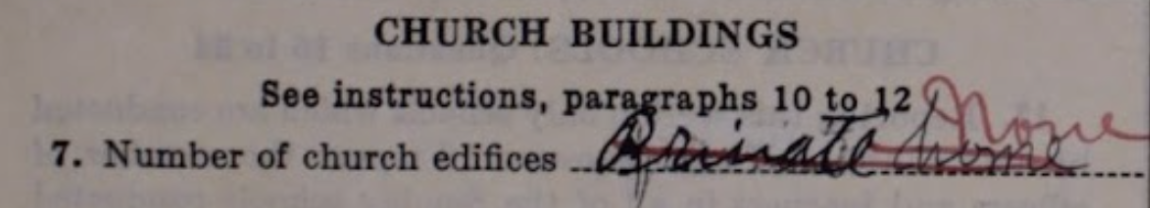 CHURCH BUILDINGS
See instructions, paragraphs 10 to 12
None
7. Number of church edifices Private home